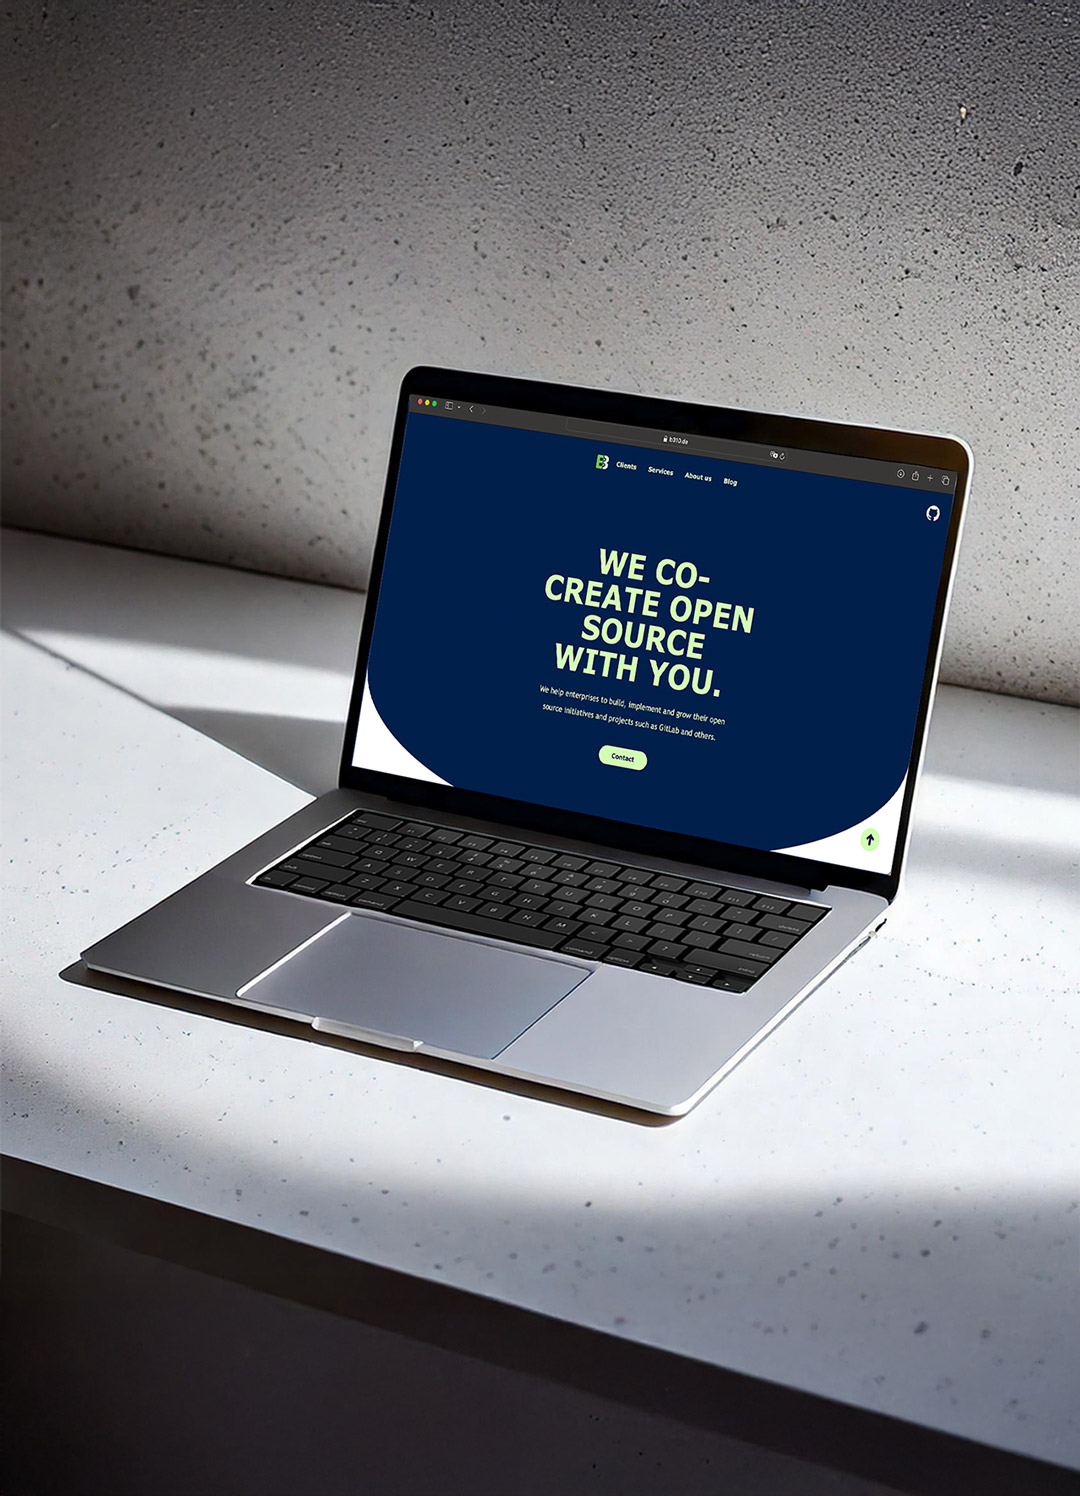 b310.de
B Clients Services About us Blog
WE CO-
CREATE OPEN
SOURCE
WITH YOU.
We help enterprises to build, implement and grow their open
source initiatives and projects such as GitLab and others.
Contact